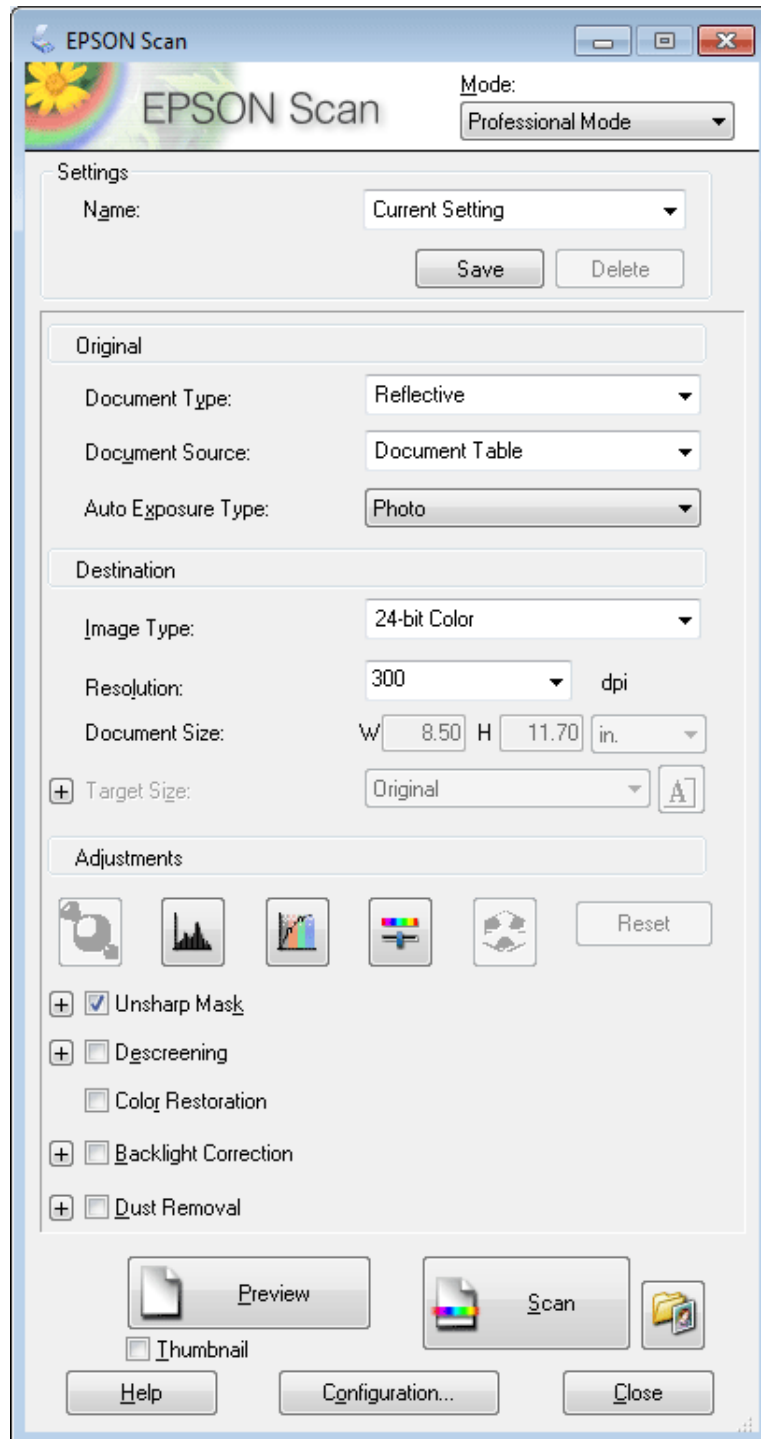 EPSON Scan
EPSON Scan
Mode:
Professional Mode
Settings
Name:
Current Setting
Save
Delete
Original
Document Type:
Reflective
Document Source:
Document Table
Auto Exposure Type:
Photo
Destination
Image Type:
24-bit Color
Resolution:
300
dpi
Document Size:
W 8.50 H 11.70 in.
Target Size:
Original
A
Adjustments
Reset
Unsharp Mask
Descreening
Color Restoration
Backlight Correction
Dust Removal
Preview
Scan
Thumbnail
Help
Configuration...
Close